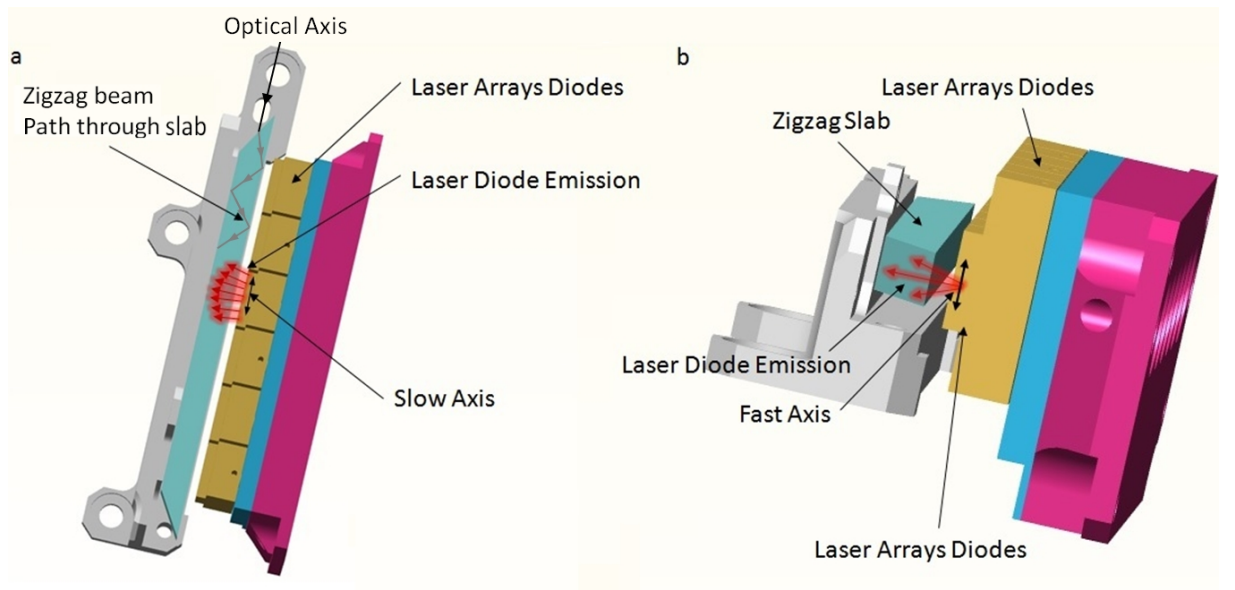 a
Optical Axis
Zigzag beam
Path through slab
Laser Arrays Diodes
Laser Diode Emission
Slow Axis
b
Laser Arrays Diodes
Zigzag Slab
Laser Diode Emission
Fast Axis
Laser Arrays Diodes